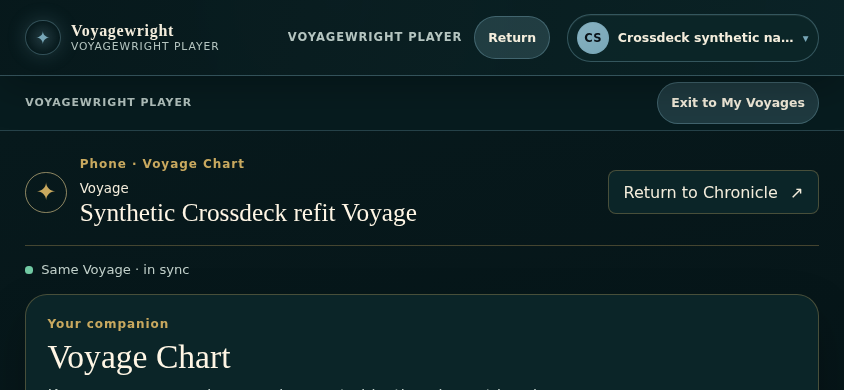 Voyagewright
VOYAGEWRIGHT PLAYER
VOYAGEWRIGHT PLAYER
Return
CS
Crossdeck synthetic na…
VOYAGEWRIGHT PLAYER
Exit to My Voyages
Phone · Voyage Chart
Voyage
Synthetic Crossdeck refit Voyage
Return to Chronicle ↗
Same Voyage · in sync
Your companion
Voyage Chart